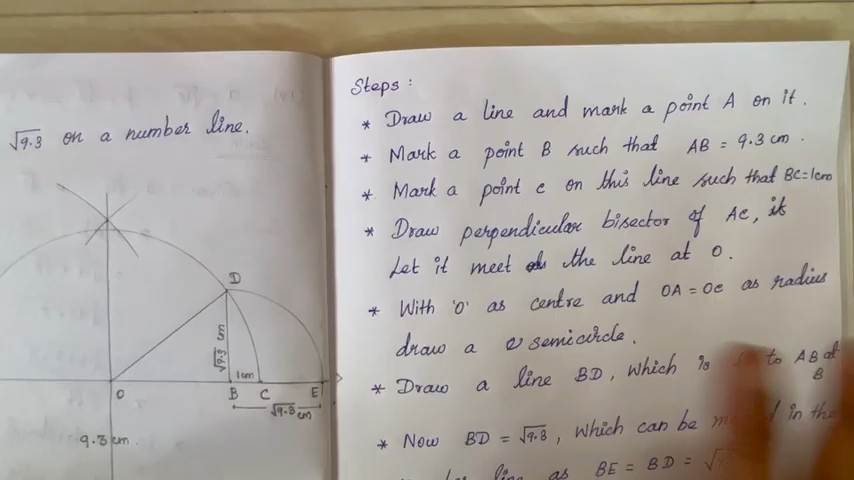 √9.3 on a number line.
D
√9.3 cm
1cm
O
B
C
E
√9.3 cm
9.3 cm.
Steps :
* Draw a line and mark a point A on it.
* Mark a point B such that AB = 9.3 cm.
* Mark a point C on this line such that BC=1cm
* Draw perpendicular bisector of AC, it
Let it meet the line at O.
* With 'O' as centre and OA = OC as radius
draw a semicircle.
* Draw a line BD, which is to AB at
B
* Now BD = √9.3, which can be in the
line as BE = BD =